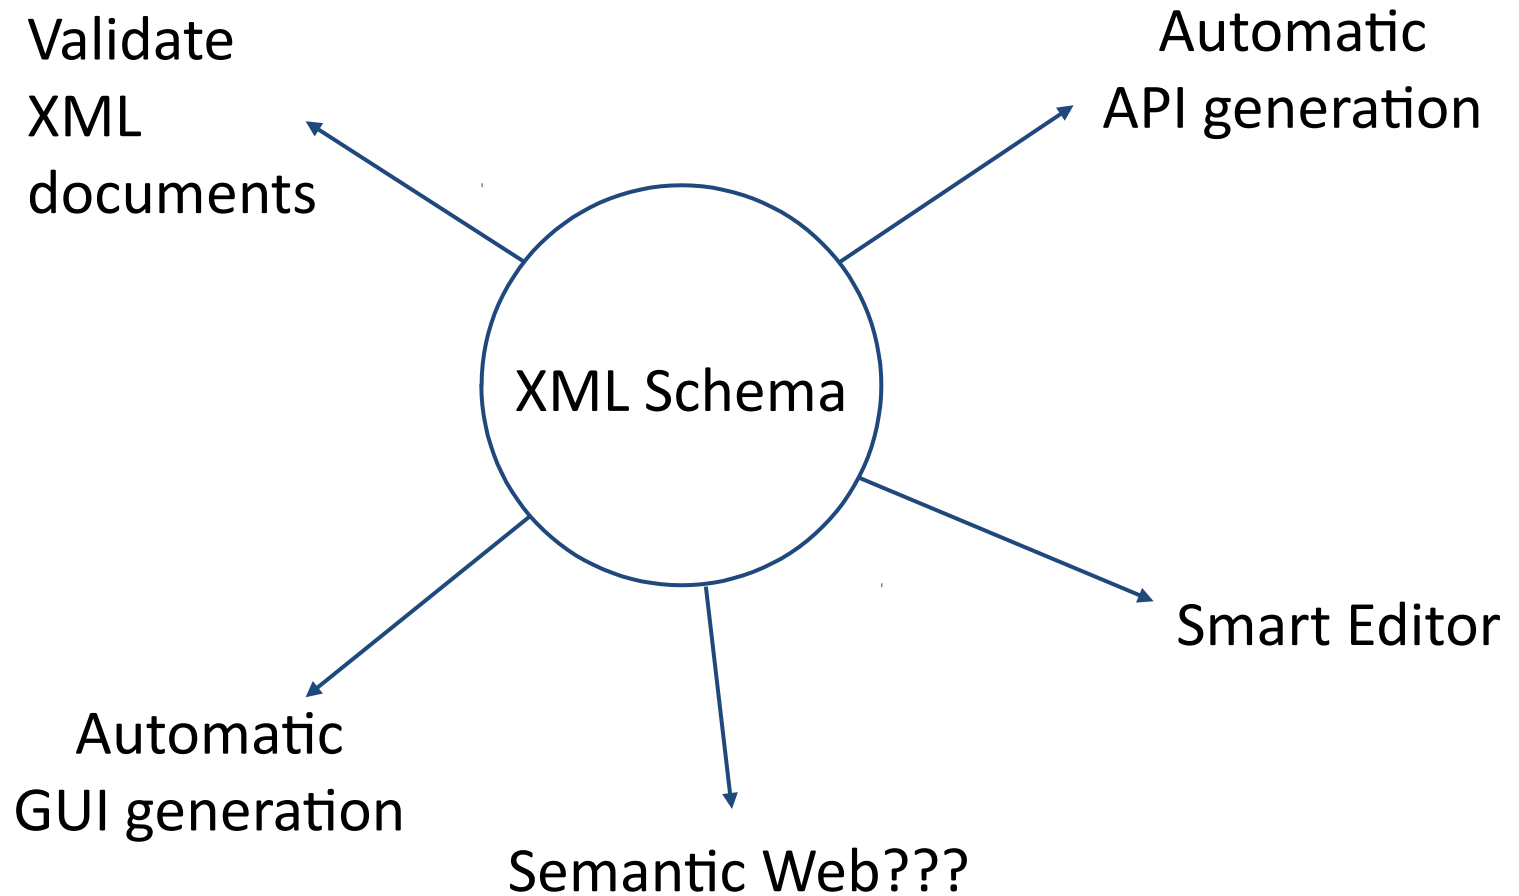 Validate
XML
documents
Automatic
API generation
XML Schema
Smart Editor
Automatic
GUI generation
Semantic Web???